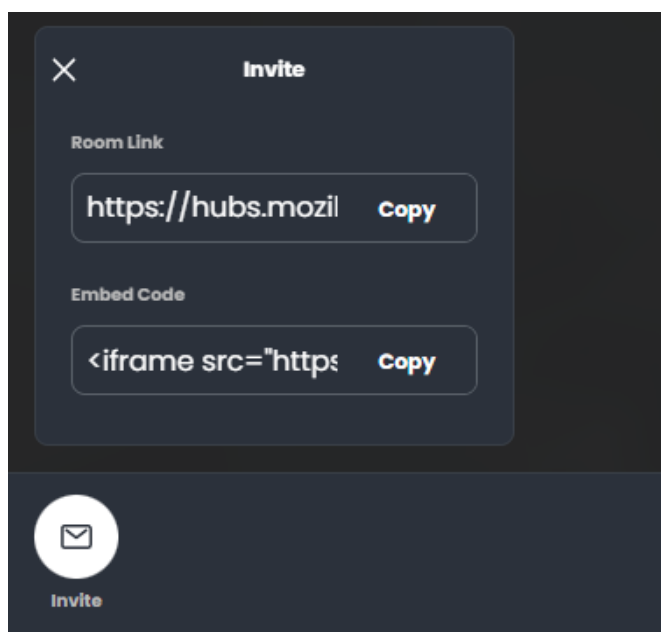 Invite
Room Link
https://hubs.mozil
Copy
Embed Code
<iframe src="https
Copy
Invite